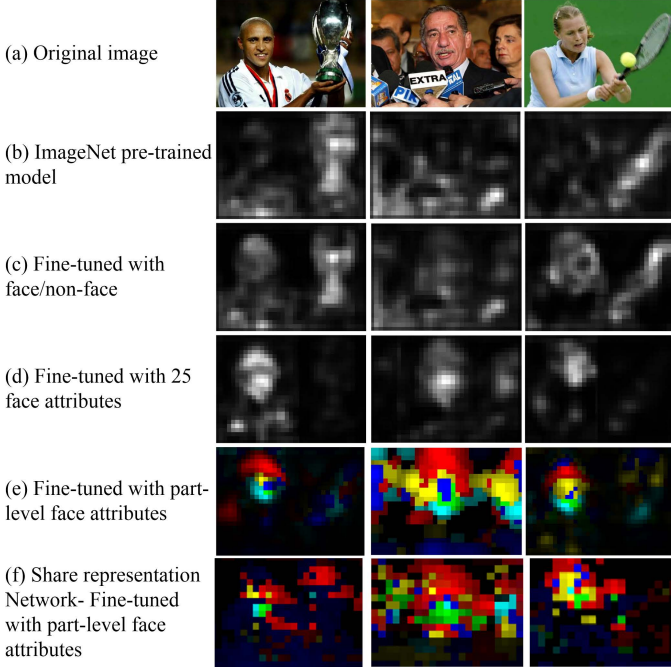 (a) Original image
EXTRA
(b) ImageNet pre-trained
model
(c) Fine-tuned with
face/non-face
(d) Fine-tuned with 25
face attributes
(e) Fine-tuned with part-
level face attributes
(f) Share representation
Network- Fine-tuned
with part-level face
attributes